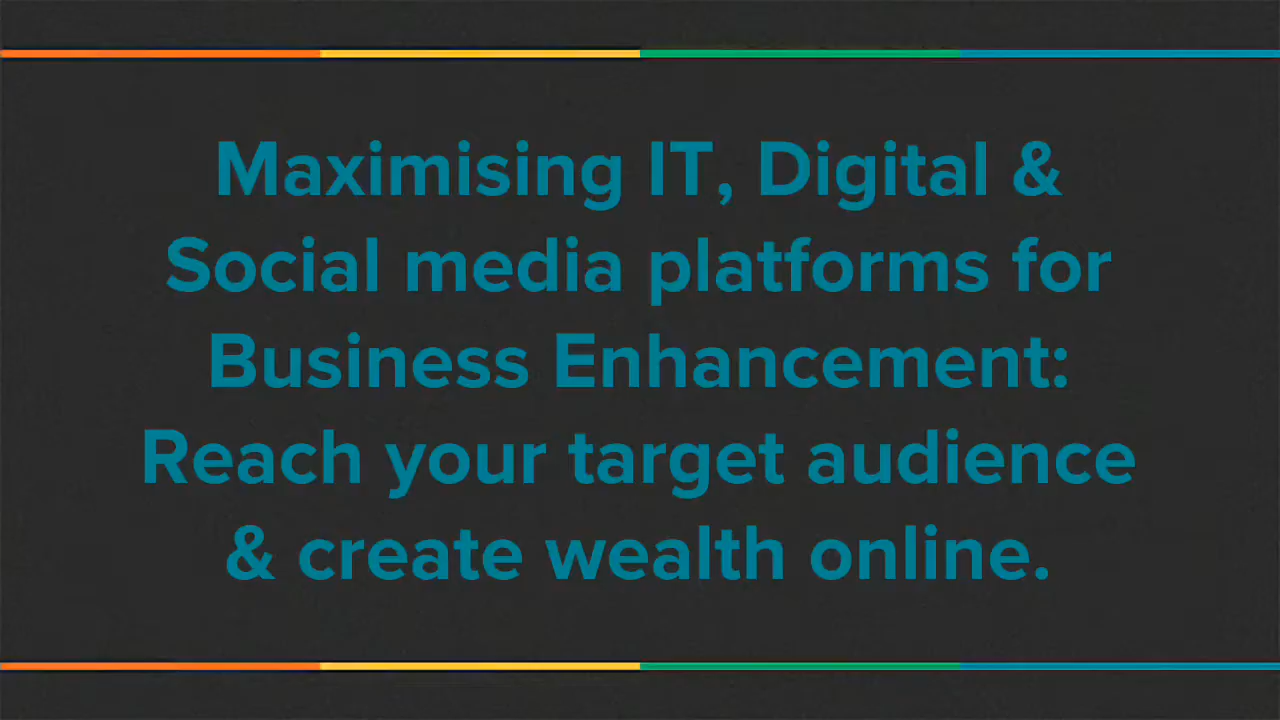 Maximising IT, Digital &
Social media platforms for
Business Enhancement:
Reach your target audience
& create wealth online.